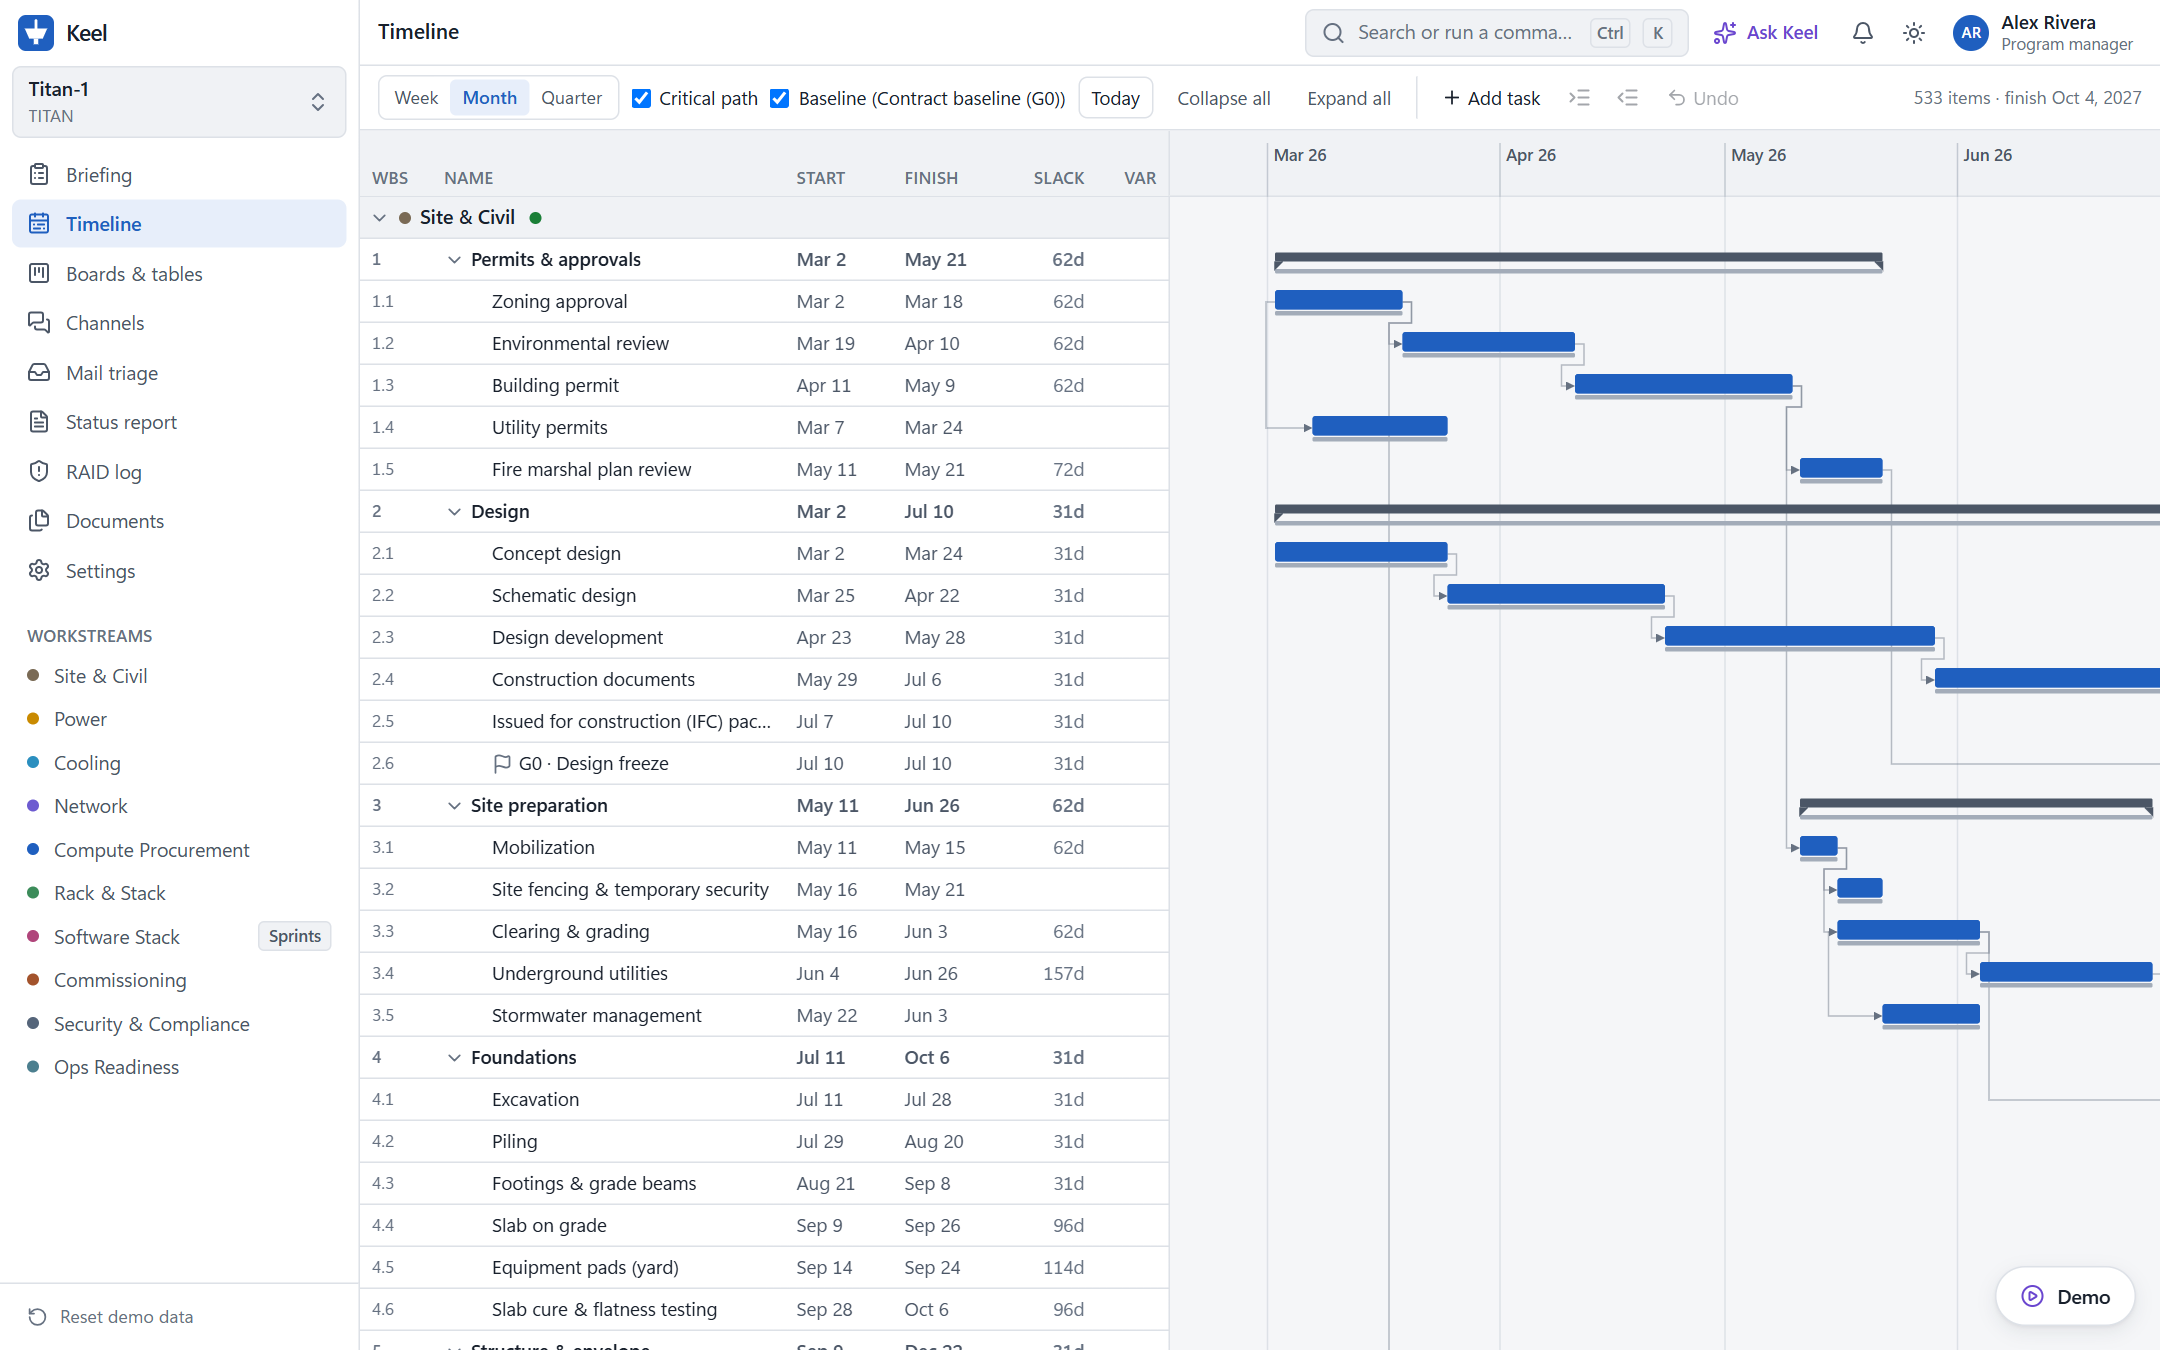 Keel
Titan-1
TITAN
Briefing
Timeline
Boards & tables
Channels
Mail triage
Status report
RAID log
Documents
Settings
WORKSTREAMS
Site & Civil
Power
Cooling
Network
Compute Procurement
Rack & Stack
Software Stack Sprints
Commissioning
Security & Compliance
Ops Readiness
Reset demo data
Timeline
Search or run a comma... Ctrl K
Ask Keel
AR
Alex Rivera
Program manager
Week Month Quarter Critical path Baseline (Contract baseline (G0)) Today Collapse all Expand all Add task Undo 533 items · finish Oct 4, 2027
Mar 26 Apr 26 May 26 Jun 26
WBS NAME START FINISH SLACK VAR
Site & Civil
1 Permits & approvals Mar 2 May 21 62d
1.1 Zoning approval Mar 2 Mar 18 62d
1.2 Environmental review Mar 19 Apr 10 62d
1.3 Building permit Apr 11 May 9 62d
1.4 Utility permits Mar 7 Mar 24
1.5 Fire marshal plan review May 11 May 21 72d
2 Design Mar 2 Jul 10 31d
2.1 Concept design Mar 2 Mar 24 31d
2.2 Schematic design Mar 25 Apr 22 31d
2.3 Design development Apr 23 May 28 31d
2.4 Construction documents May 29 Jul 6 31d
2.5 Issued for construction (IFC) pac... Jul 7 Jul 10 31d
2.6 G0 · Design freeze Jul 10 Jul 10 31d
3 Site preparation May 11 Jun 26 62d
3.1 Mobilization May 11 May 15 62d
3.2 Site fencing & temporary security May 16 May 21
3.3 Clearing & grading May 16 Jun 3 62d
3.4 Underground utilities Jun 4 Jun 26 157d
3.5 Stormwater management May 22 Jun 3
4 Foundations Jul 11 Oct 6 31d
4.1 Excavation Jul 11 Jul 28 31d
4.2 Piling Jul 29 Aug 20 31d
4.3 Footings & grade beams Aug 21 Sep 8 31d
4.4 Slab on grade Sep 9 Sep 26 96d
4.5 Equipment pads (yard) Sep 14 Sep 24 114d
4.6 Slab cure & flatness testing Sep 28 Oct 6 96d
Structure & envelope
Demo